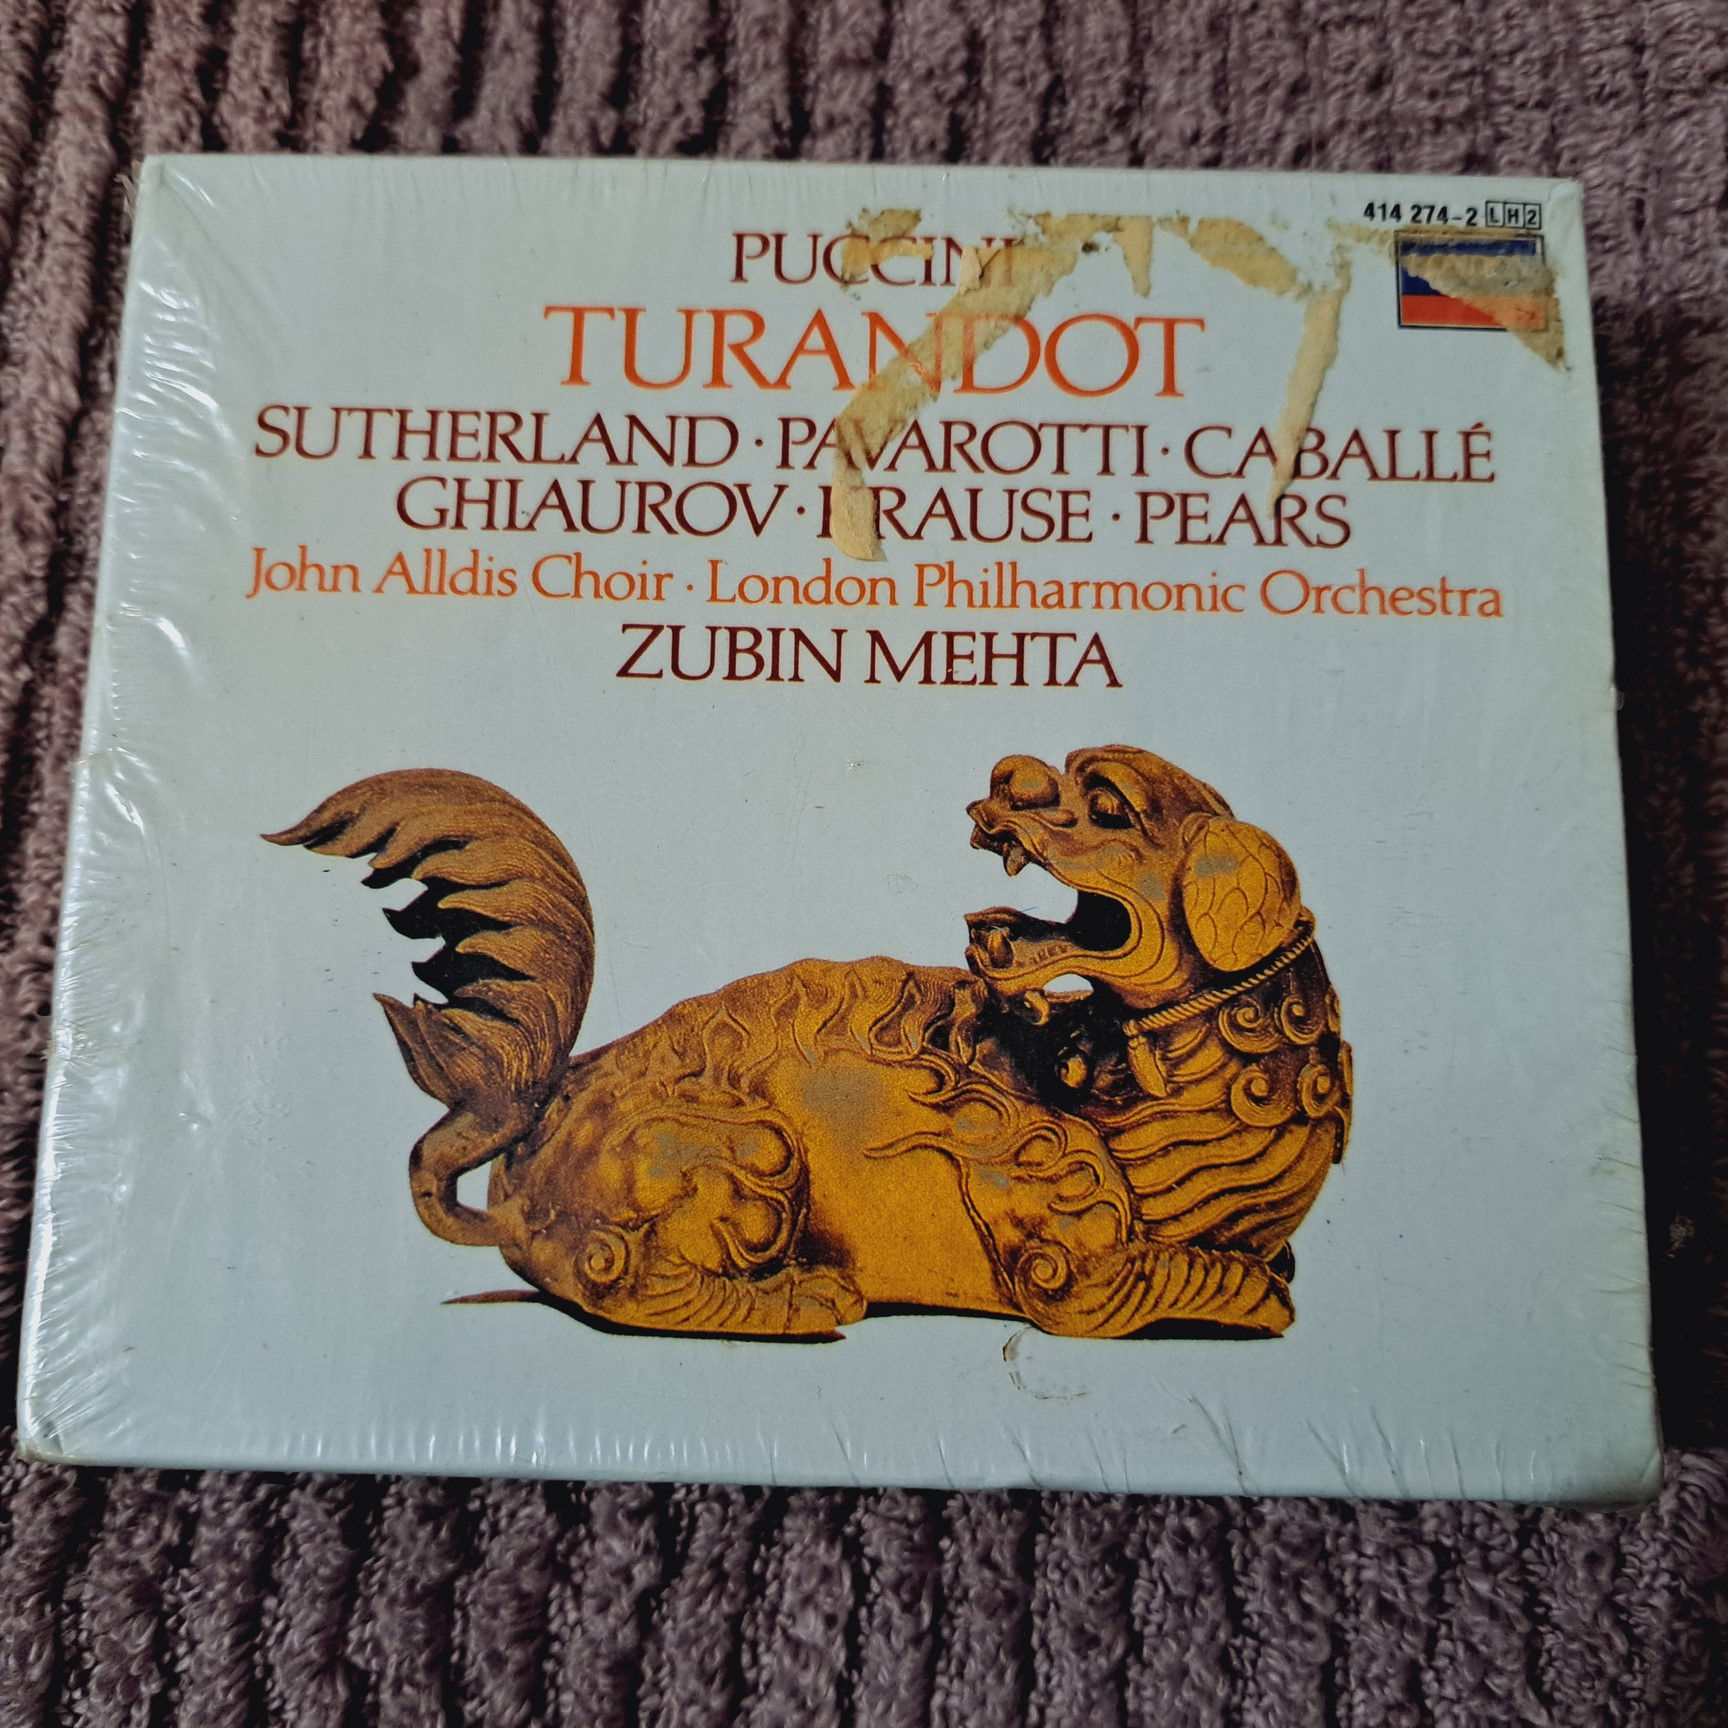 414 274-2 LH2
PUCCINI
TURANDOT
SUTHERLAND · PAVAROTTI · CABALLÉ
GHIAUROV · KRAUSE · PEARS
John Alldis Choir · London Philharmonic Orchestra
ZUBIN MEHTA